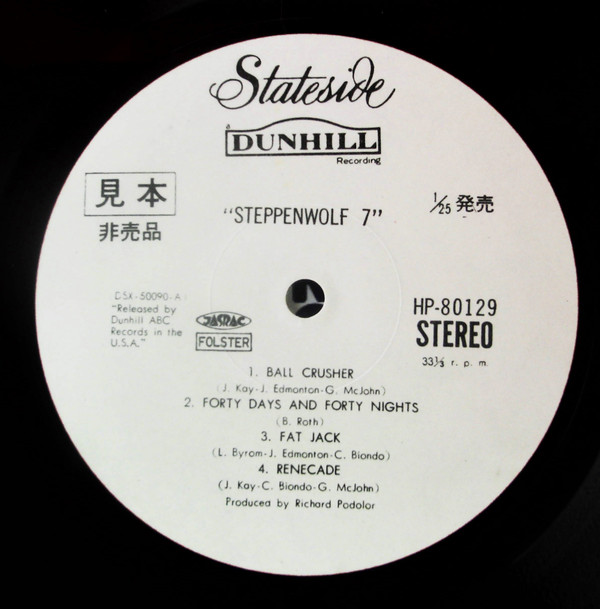 Stateside
a
DUNHILL
Recording
見本
非売品
"STEPPENWOLF 7"
1/25 発売
DSX-50090-A
"Released by
Dunhill ABC
Records in the
U.S.A."
JASRAC
FOLSTER
HP-80129
STEREO
33⅓ r. p. m.
1. BALL CRUSHER
(J. Kay-J. Edmonton-G. McJohn)
2. FORTY DAYS AND FORTY NIGHTS
(B. Roth)
3. FAT JACK
(L. Byrom-J. Edmonton-C. Biondo)
4. RENECADE
(J. Kay-C. Biondo-G. McJohn)
Produced by Richard Podolor